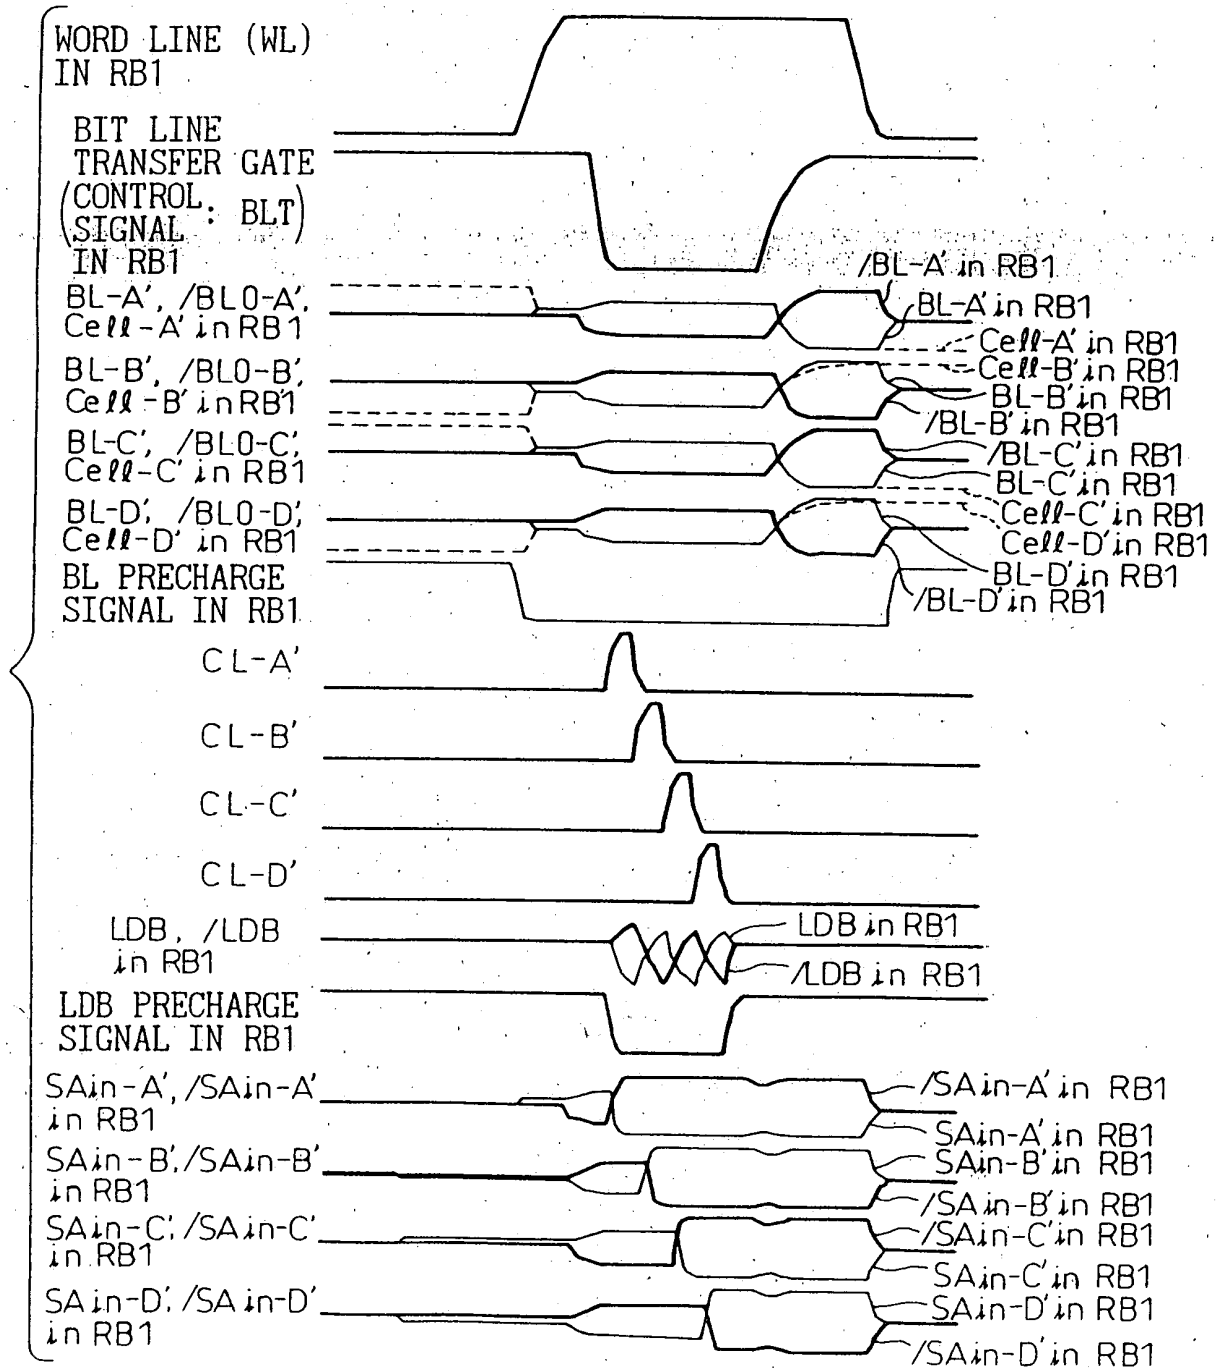 WORD LINE (WL)
IN RB1
BIT LINE
TRANSFER GATE
(CONTROL
SIGNAL : BLT)
IN RB1
/BL-A' in RB1
BL-A', /BL0-A',
Cell-A' in RB1
BL-A' in RB1
Cell-A' in RB1
BL-B', /BL0-B',
Cell-B' in RB1
Cell-B' in RB1
BL-B' in RB1
/BL-B' in RB1
BL-C', /BL0-C',
Cell-C' in RB1
/BL-C' in RB1
BL-C' in RB1
Cell-C' in RB1
BL-D', /BL0-D',
Cell-D' in RB1
Cell-D' in RB1
BL-D' in RB1
/BL-D' in RB1
BL PRECHARGE
SIGNAL IN RB1
CL-A'
CL-B'
CL-C'
CL-D'
LDB, /LDB
in RB1
LDB in RB1
/LDB in RB1
LDB PRECHARGE
SIGNAL IN RB1
SAin-A', /SAin-A'
in RB1
/SAin-A' in RB1
SAin-A' in RB1
SAin-B', /SAin-B'
in RB1
SAin-B' in RB1
/SAin-B' in RB1
SAin-C', /SAin-C'
in RB1
/SAin-C' in RB1
SAin-C' in RB1
SAin-D', /SAin-D'
in RB1
SAin-D' in RB1
/SAin-D' in RB1